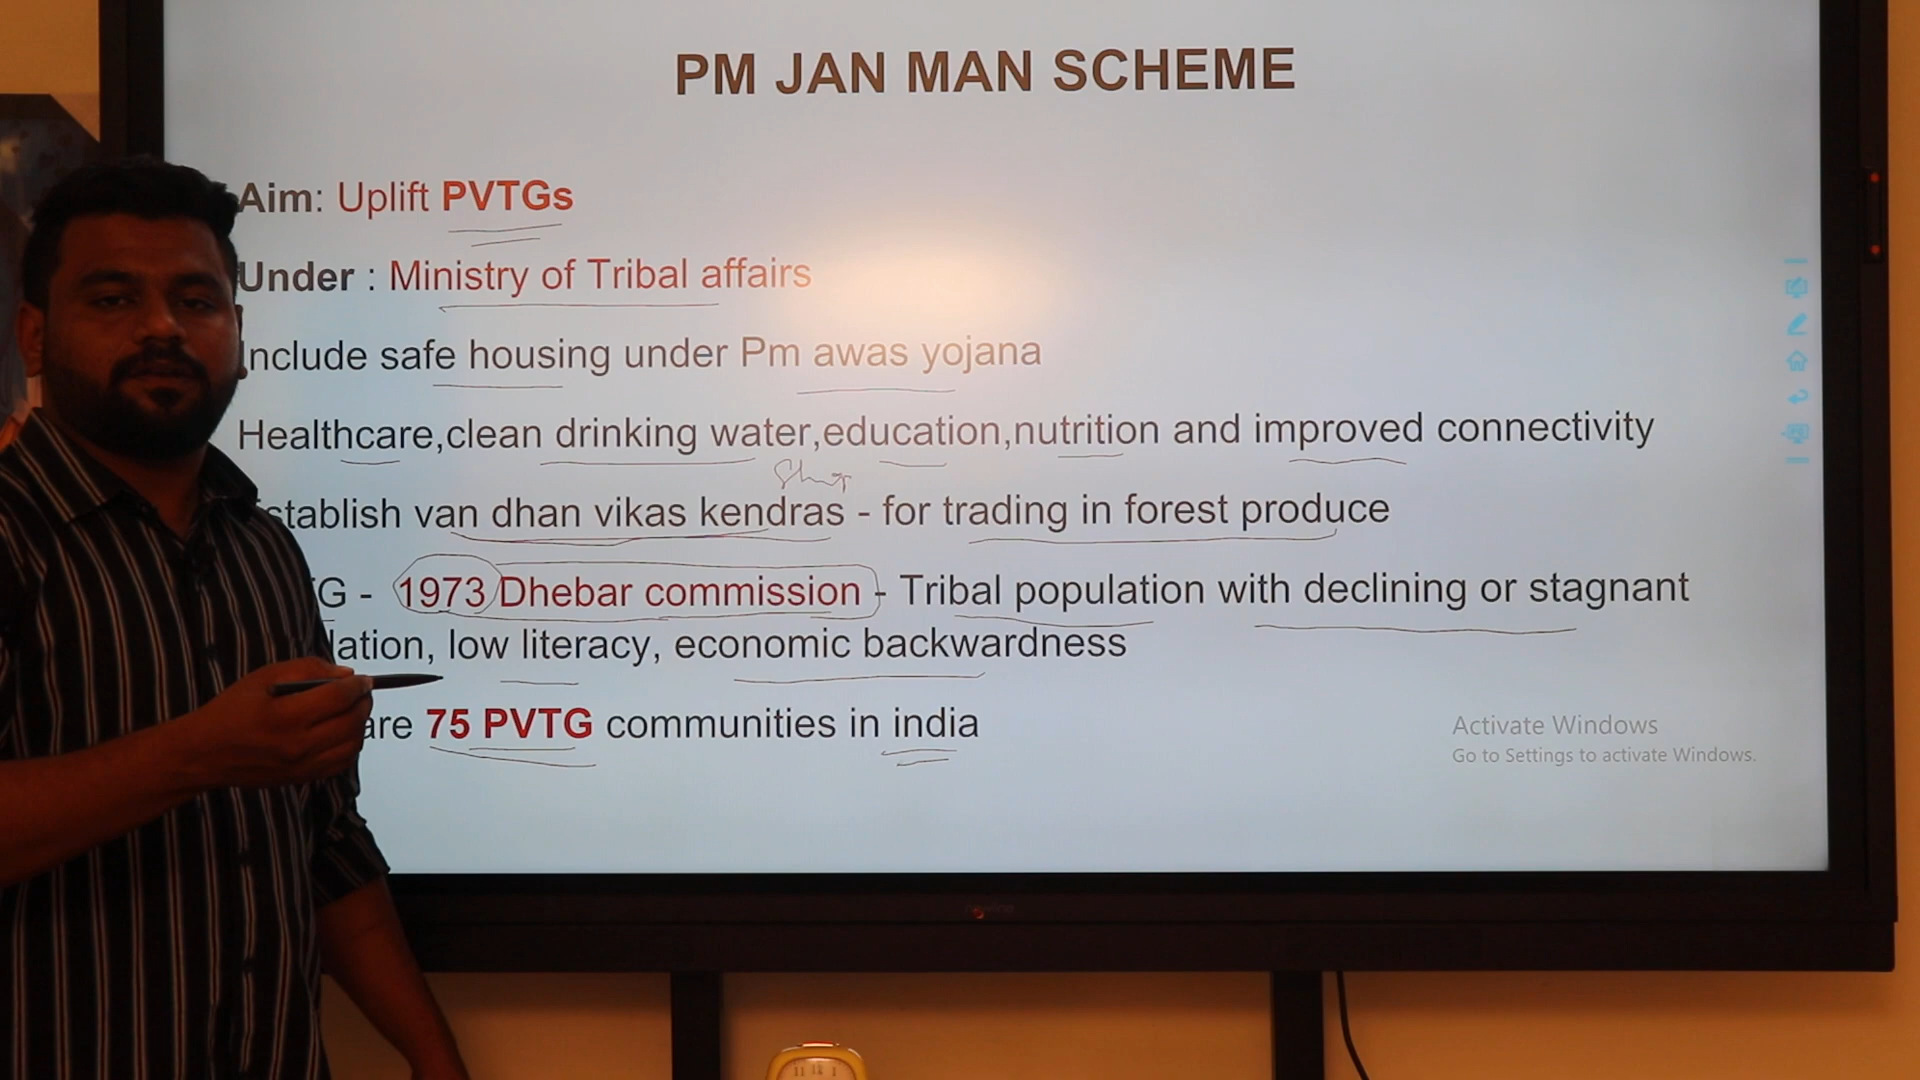 PM JAN MAN SCHEME
Aim: Uplift PVTGs
Under : Ministry of Tribal affairs
Include safe housing under Pm awas yojana
Healthcare,clean drinking water,education,nutrition and improved connectivity
Establish van dhan vikas kendras - for trading in forest produce
G - 1973 Dhebar commission - Tribal population with declining or stagnant
lation, low literacy, economic backwardness
are 75 PVTG communities in india
Activate Windows
Go to Settings to activate Windows.
11 12 1